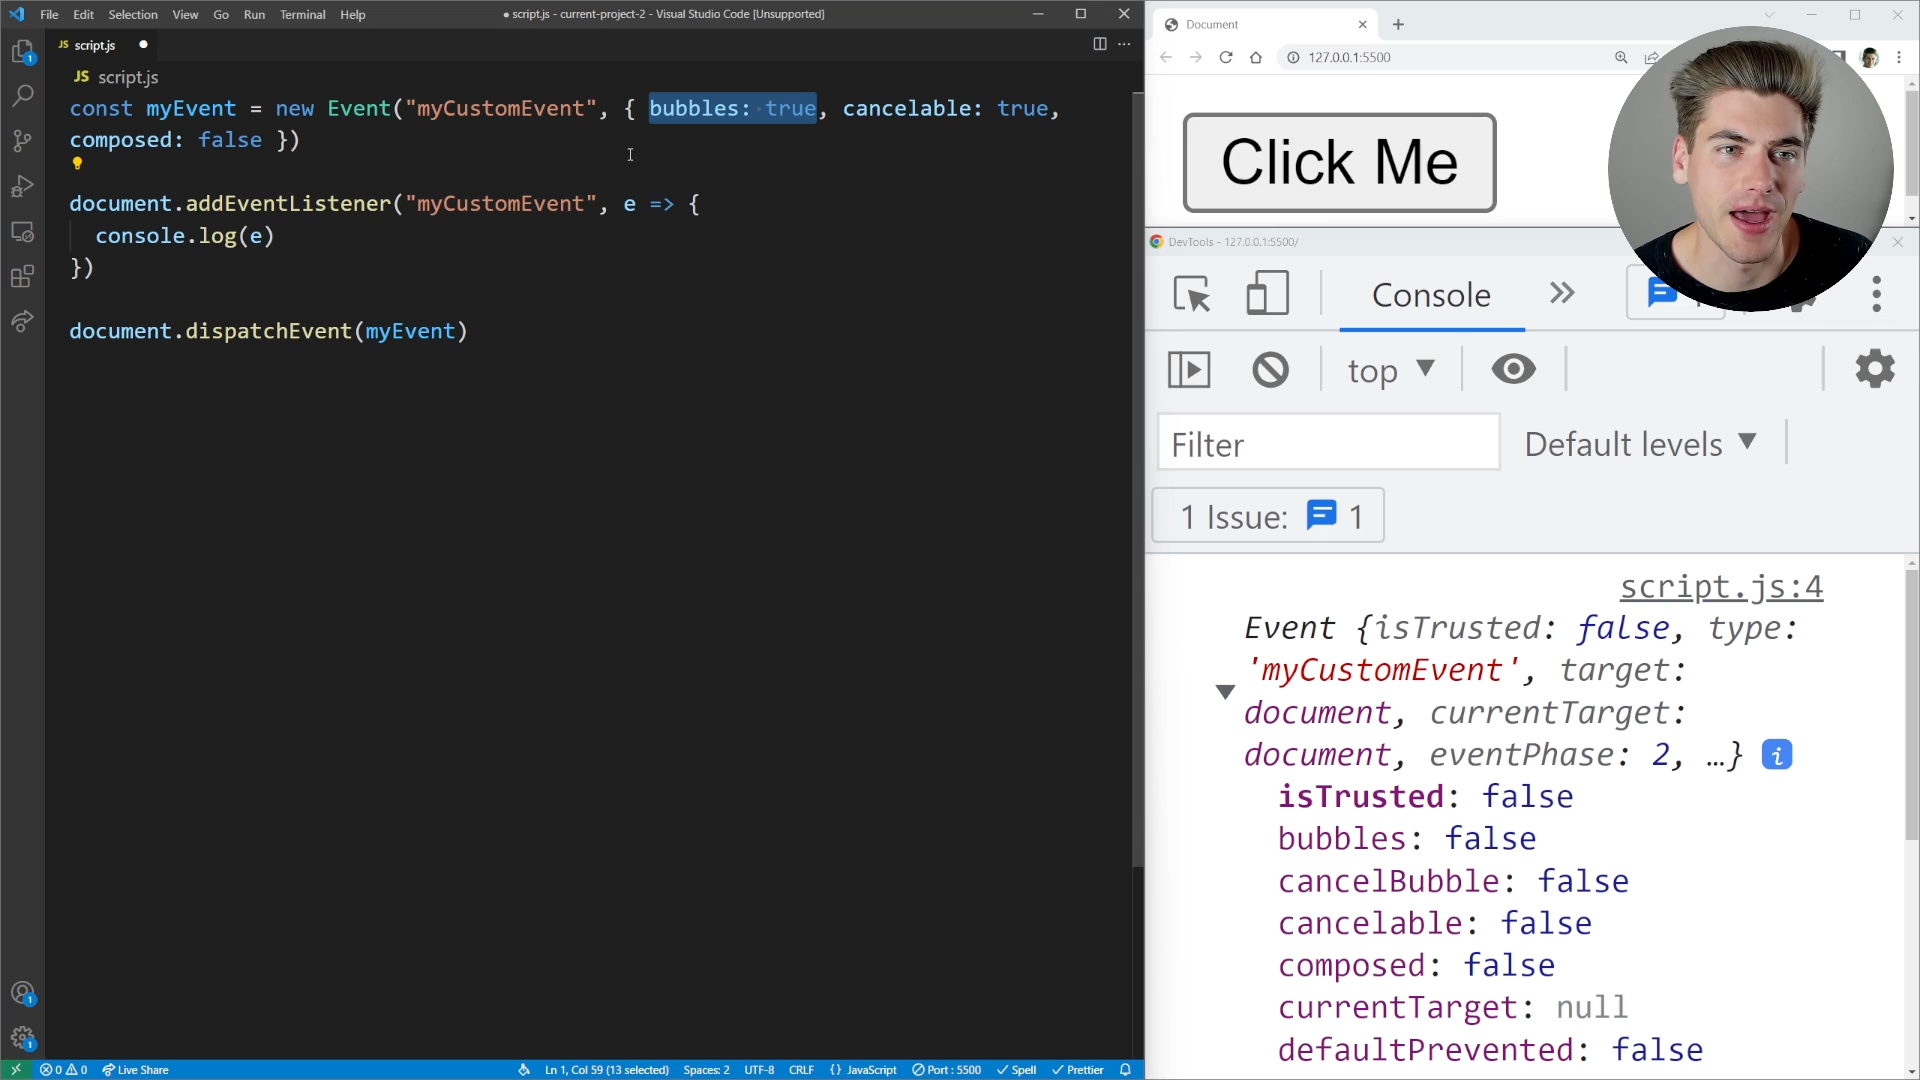 File Edit Selection View Go Run Terminal Help
● script.js - current-project-2 - Visual Studio Code [Unsupported]
JS script.js
JS script.js
const myEvent = new Event("myCustomEvent", { bubbles: true, cancelable: true,
composed: false })
document.addEventListener("myCustomEvent", e => {
console.log(e)
})
document.dispatchEvent(myEvent)
1
1
1
0 0 Live Share
Ln 1, Col 59 (13 selected) Spaces: 2 UTF-8 CRLF {} JavaScript Port : 5500 Spell Prettier
Document
127.0.0.1:5500
Click Me
DevTools - 127.0.0.1:5500/
Console
top
Filter
Default levels
1 Issue: 1
script.js:4
Event {isTrusted: false, type:
'myCustomEvent', target:
document, currentTarget:
document, eventPhase: 2, …} i
isTrusted: false
bubbles: false
cancelBubble: false
cancelable: false
composed: false
currentTarget: null
defaultPrevented: false